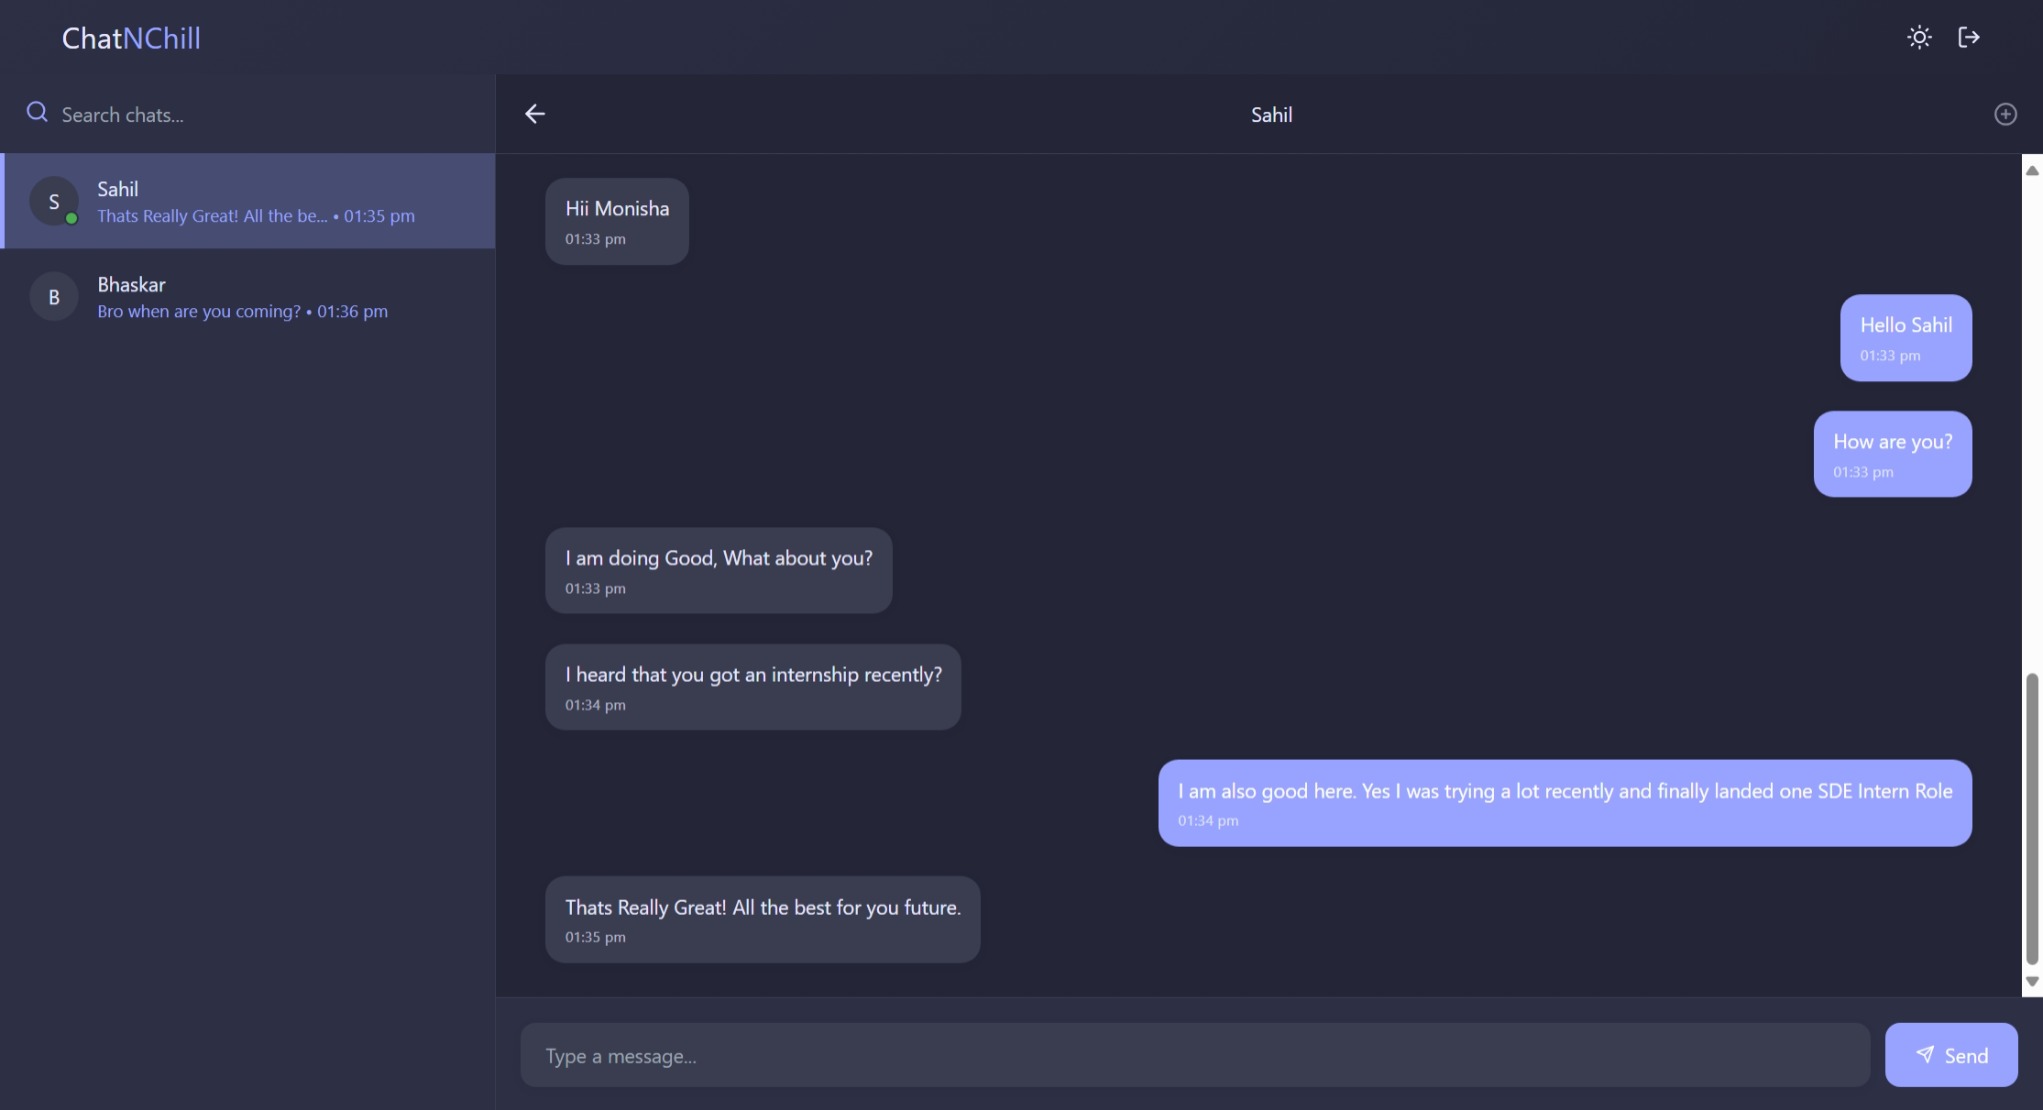 ChatNChill
Search chats...
S
Sahil
Thats Really Great! All the be... • 01:35 pm
B
Bhaskar
Bro when are you coming? • 01:36 pm
Sahil
Hii Monisha
01:33 pm
Hello Sahil
01:33 pm
How are you?
01:33 pm
I am doing Good, What about you?
01:33 pm
I heard that you got an internship recently?
01:34 pm
I am also good here. Yes I was trying a lot recently and finally landed one SDE Intern Role
01:34 pm
Thats Really Great! All the best for you future.
01:35 pm
Type a message...
Send